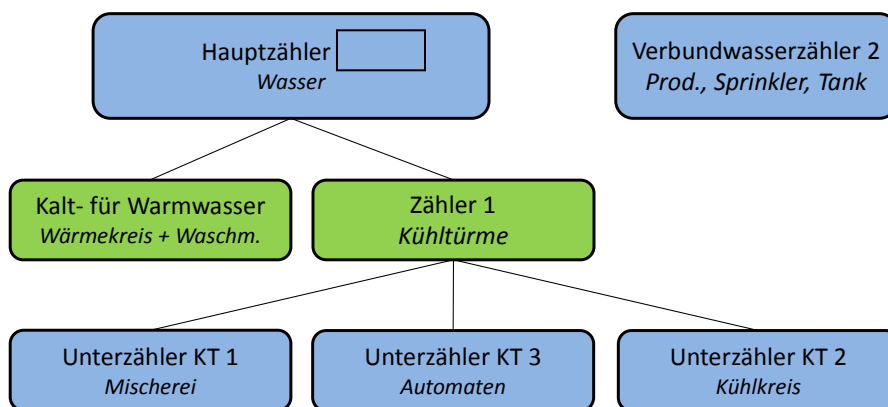 Hauptzähler
Wasser
Verbundwasserzähler 2
Prod., Sprinkler, Tank
Kalt- für Warmwasser
Wärmekreis + Waschm.
Zähler 1
Kühltürme
Unterzähler KT 1
Mischerei
Unterzähler KT 3
Automaten
Unterzähler KT 2
Kühlkreis